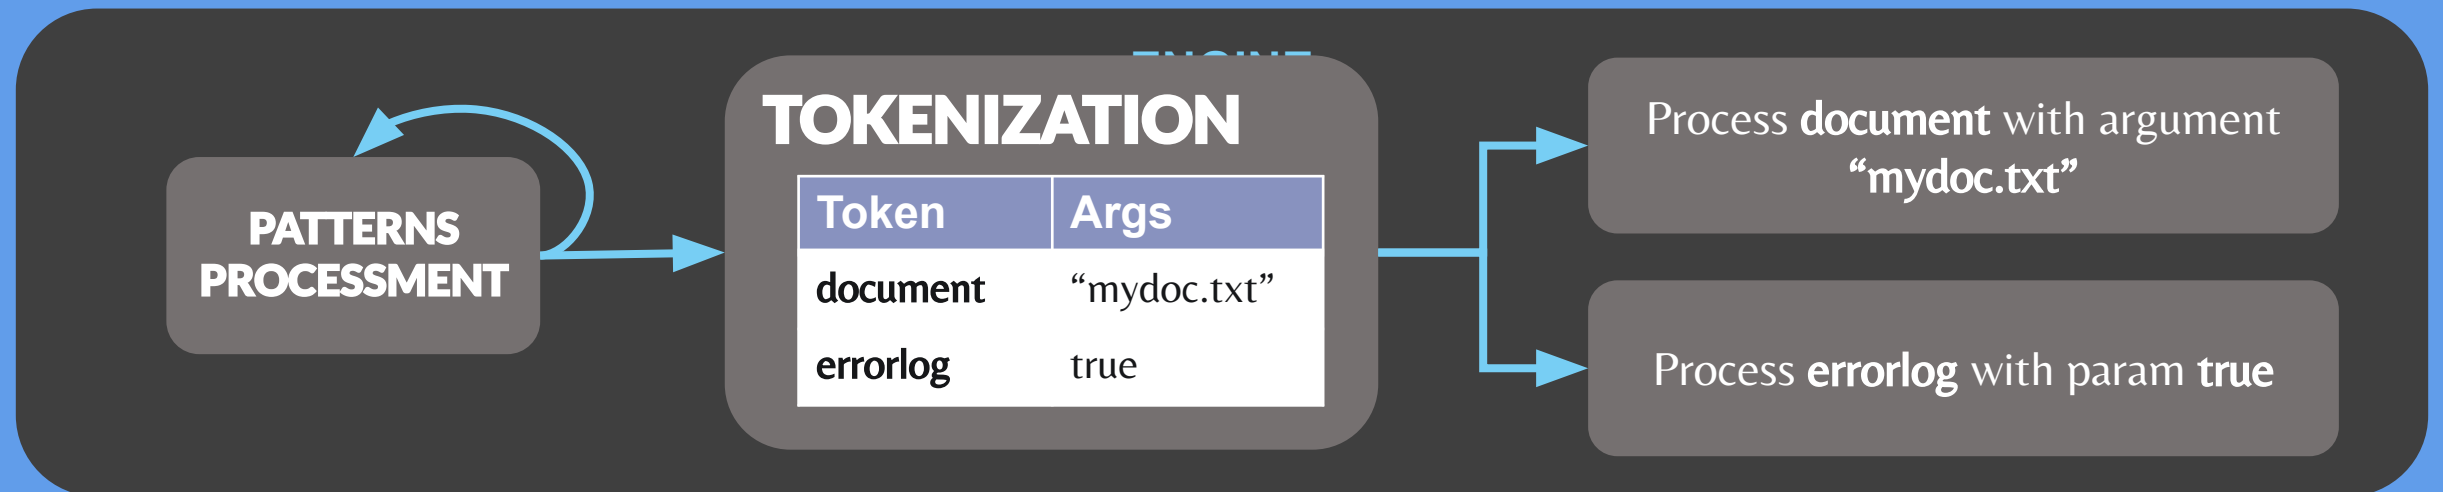 PATTERNS
PROCESSMENT
TOKENIZATION
Token Args
document “mydoc.txt”
errorlog true
Process document with argument
“mydoc.txt”
Process errorlog with param true